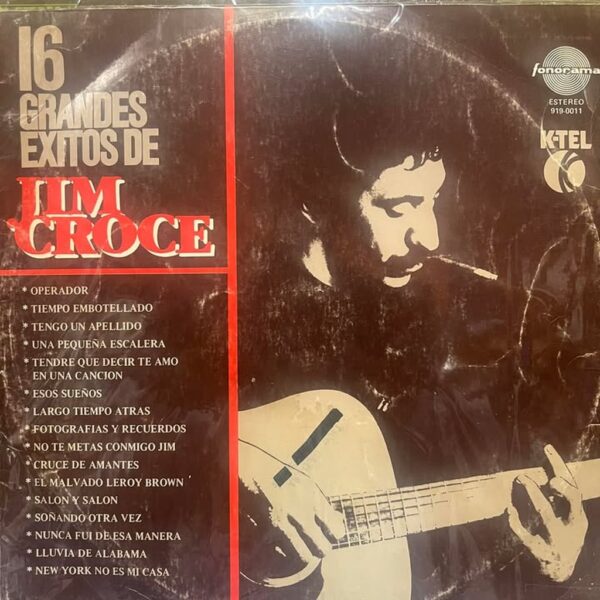 16
GRANDES
EXITOS DE
JIM
CROCE
fonorama
ESTEREO
919-0011
K-TEL
K
* OPERADOR
* TIEMPO EMBOTELLADO
* TENGO UN APELLIDO
* UNA PEQUEÑA ESCALERA
* TENDRE QUE DECIR TE AMO
EN UNA CANCION
* ESOS SUEÑOS
* LARGO TIEMPO ATRAS
* FOTOGRAFIAS Y RECUERDOS
* NO TE METAS CONMIGO JIM
* CRUCE DE AMANTES
* EL MALVADO LEROY BROWN
* SALON Y SALON
* SOÑANDO OTRA VEZ
* NUNCA FUI DE ESA MANERA
* LLUVIA DE ALABAMA
* NEW YORK NO ES MI CASA